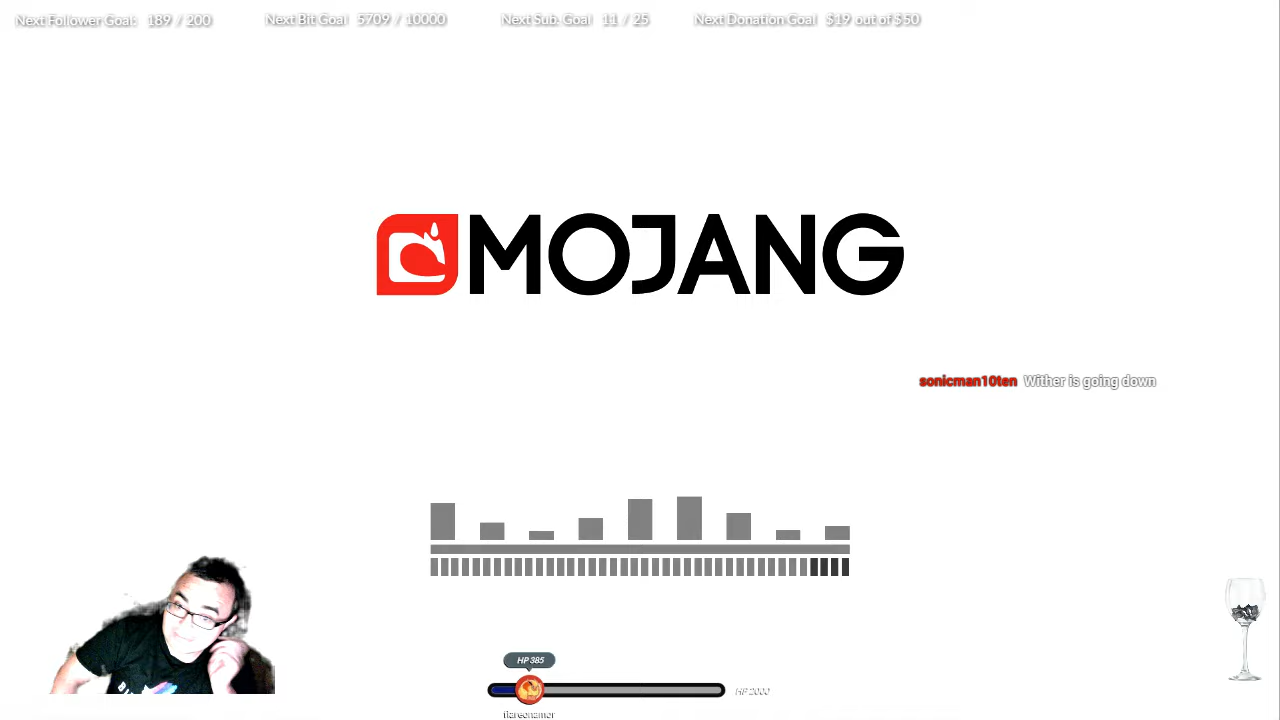 Next Follower Goal: 189 / 200
Next Bit Goal 5709 / 10000
Next Sub Goal 11 / 25
Next Donation Goal $19 out of $50
MOJANG
sonicman10ten Wither is going down
HP 385
HP 2000
flareonamor